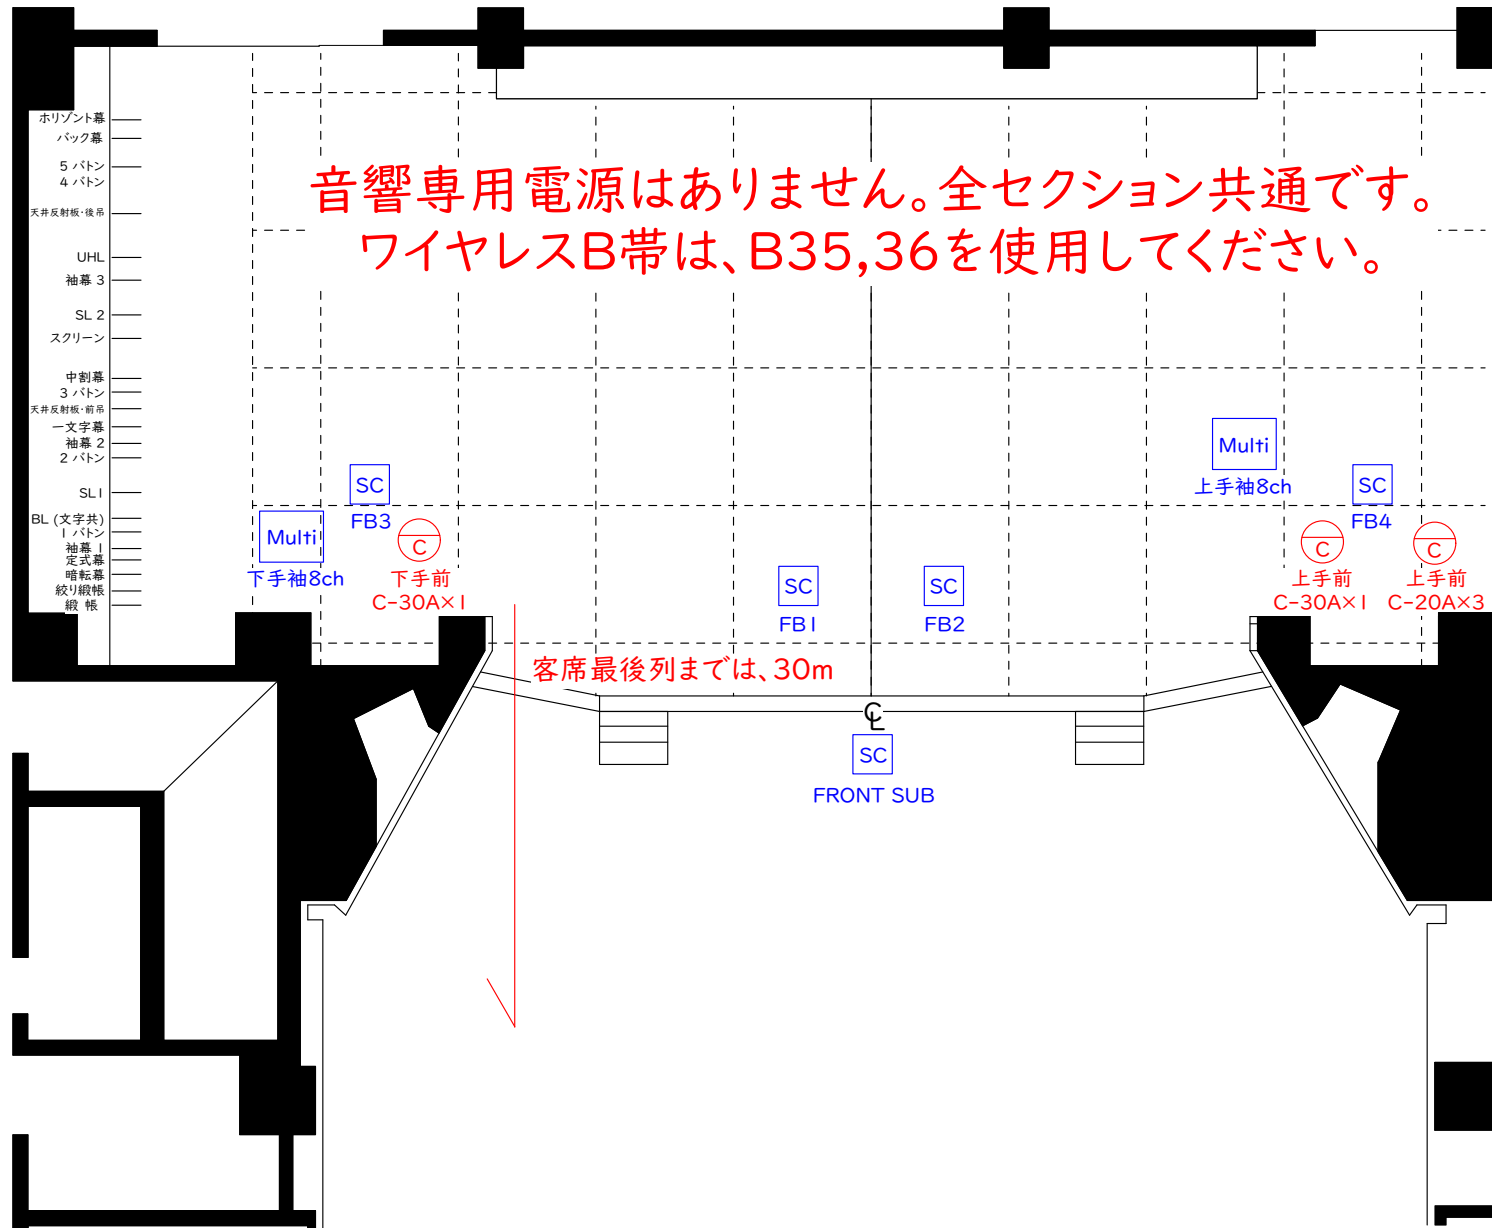 音響専用電源はありません。全セクション共通です。
ワイヤレスB帯は、B35,36を使用してください。
ホリゾント幕
バック幕
5 バトン
4 バトン
天井反射板・後吊
UHL
袖幕 3
SL 2
スクリーン
中割幕
3 バトン
天井反射板・前吊
一文字幕
袖幕 2
2 バトン
SL1
BL (文字共)
1 バトン
袖幕 1
定式幕
暗転幕
絞り緞帳
緞 帳
Multi
下手袖8ch
SC
FB3
C
下手前
C-30A×1
SC
FB1
SC
FB2
Multi
上手袖8ch
SC
FB4
C
上手前
C-30A×1
C
上手前
C-20A×3
客席最後列までは、30m
CL
SC
FRONT SUB